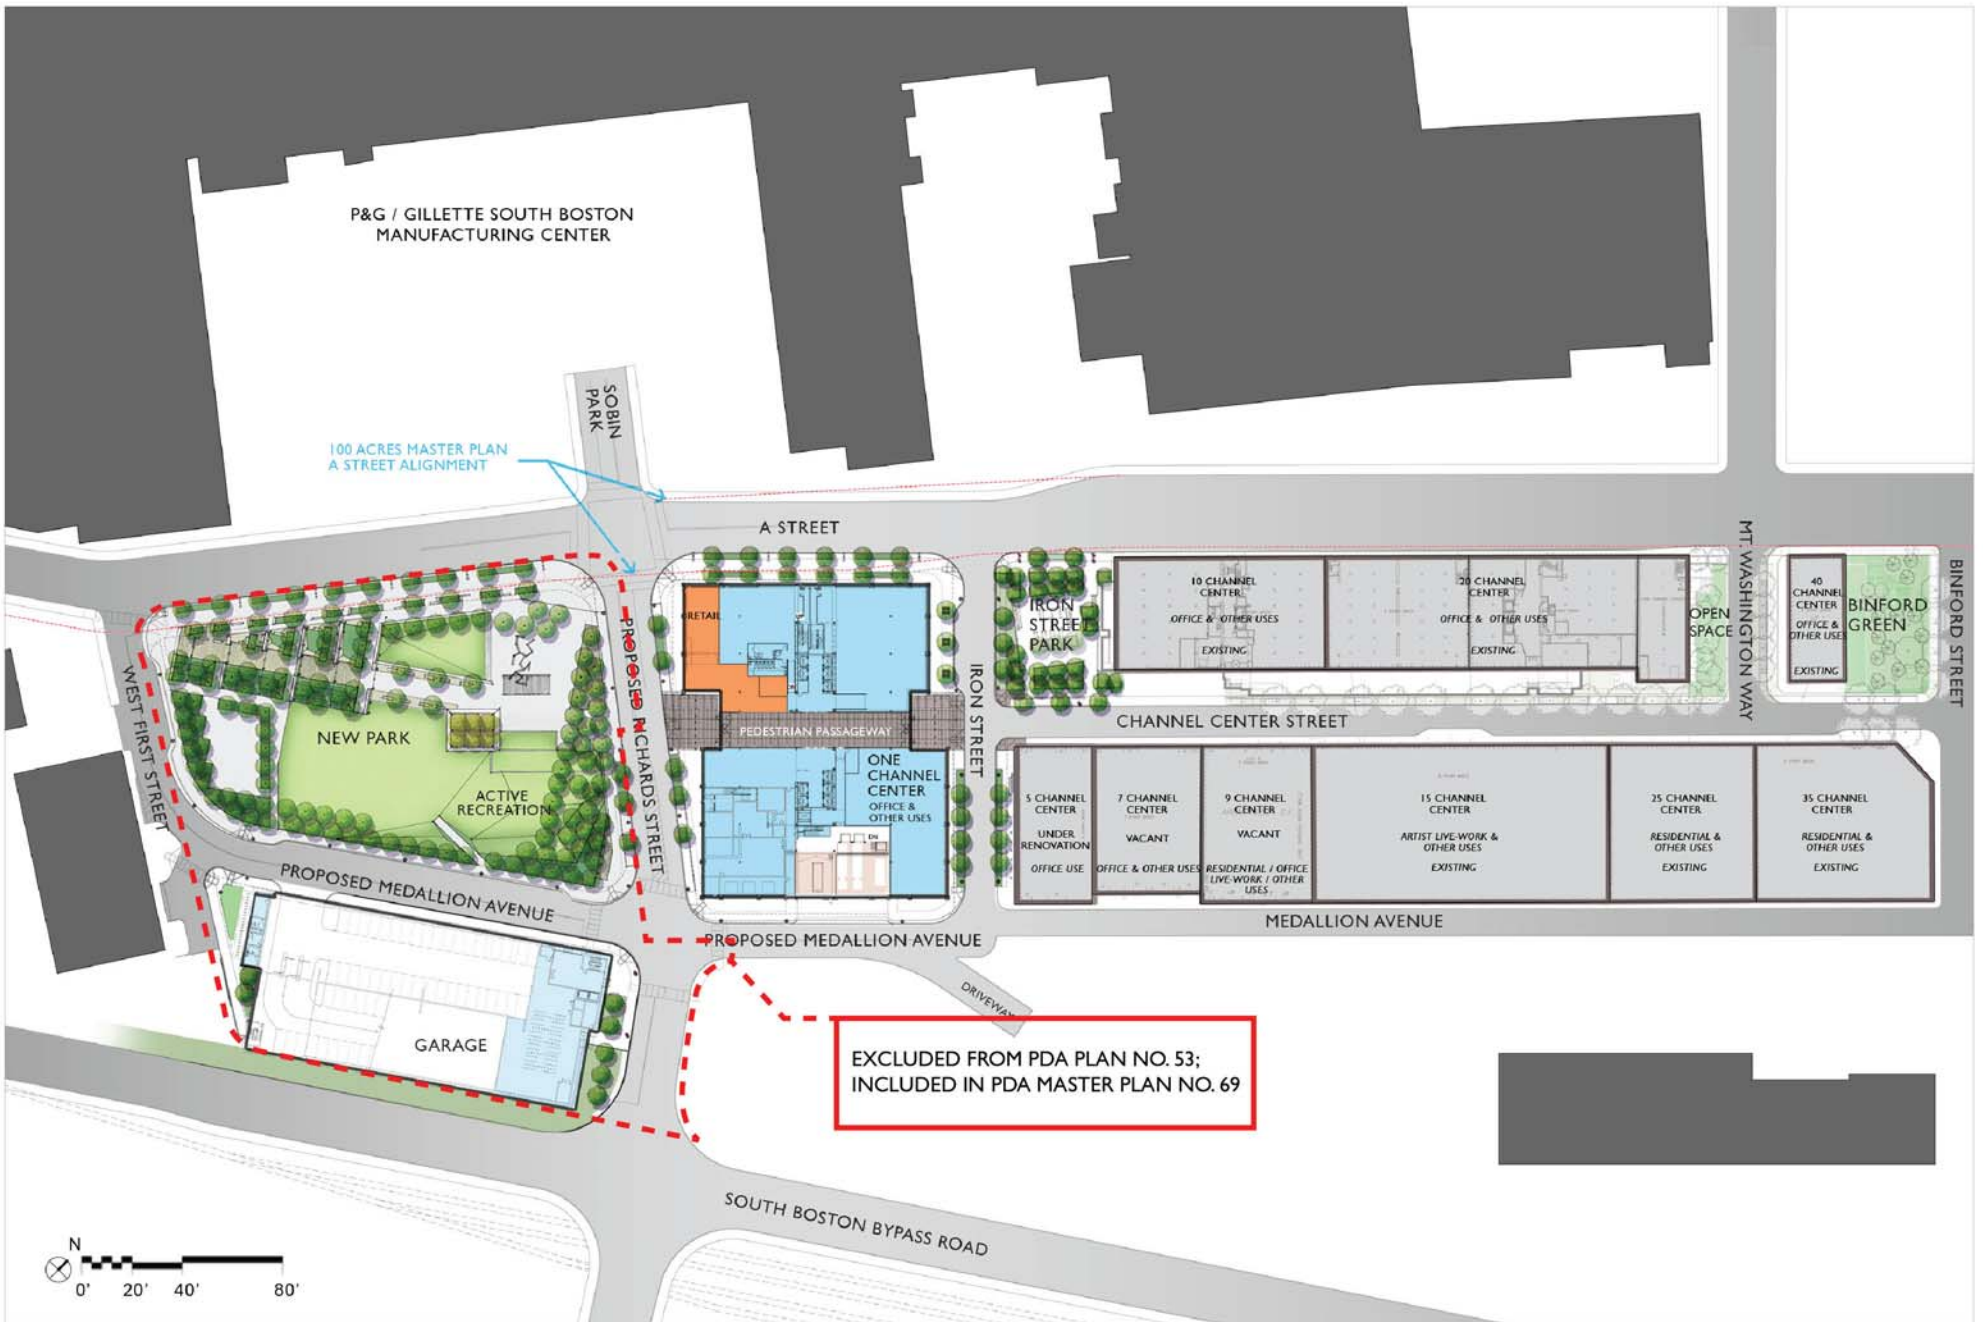 P&G / GILLETTE SOUTH BOSTON
MANUFACTURING CENTER
SOBIN
PARK
100 ACRES MASTER PLAN
A STREET ALIGNMENT
A STREET
MT. WASHINGTON WAY
BINFORD STREET
RETAIL
IRON
STREET
PARK
10 CHANNEL
CENTER
OFFICE & OTHER USES
EXISTING
20 CHANNEL
CENTER
OFFICE & OTHER USES
EXISTING
OPEN
SPACE
40
CHANNEL
CENTER
OFFICE &
OTHER USES
EXISTING
BINFORD
GREEN
WEST FIRST STREET
NEW PARK
ACTIVE
RECREATION
PROPOSED RICHARDS STREET
PEDESTRIAN PASSAGEWAY
IRON STREET
CHANNEL CENTER STREET
ONE
CHANNEL
CENTER
OFFICE &
OTHER USES
DN
5 CHANNEL
CENTER
UNDER
RENOVATION
OFFICE USE
7 CHANNEL
CENTER
VACANT
OFFICE & OTHER USES
9 CHANNEL
CENTER
VACANT
RESIDENTIAL / OFFICE
LIVE-WORK / OTHER
USES
15 CHANNEL
CENTER
ARTIST LIVE-WORK &
OTHER USES
EXISTING
25 CHANNEL
CENTER
RESIDENTIAL &
OTHER USES
EXISTING
35 CHANNEL
CENTER
RESIDENTIAL &
OTHER USES
EXISTING
PROPOSED MEDALLION AVENUE
PROPOSED MEDALLION AVENUE
MEDALLION AVENUE
DRIVEWAY
GARAGE
EXCLUDED FROM PDA PLAN NO. 53;
INCLUDED IN PDA MASTER PLAN NO. 69
SOUTH BOSTON BYPASS ROAD
N
0' 20' 40' 80'